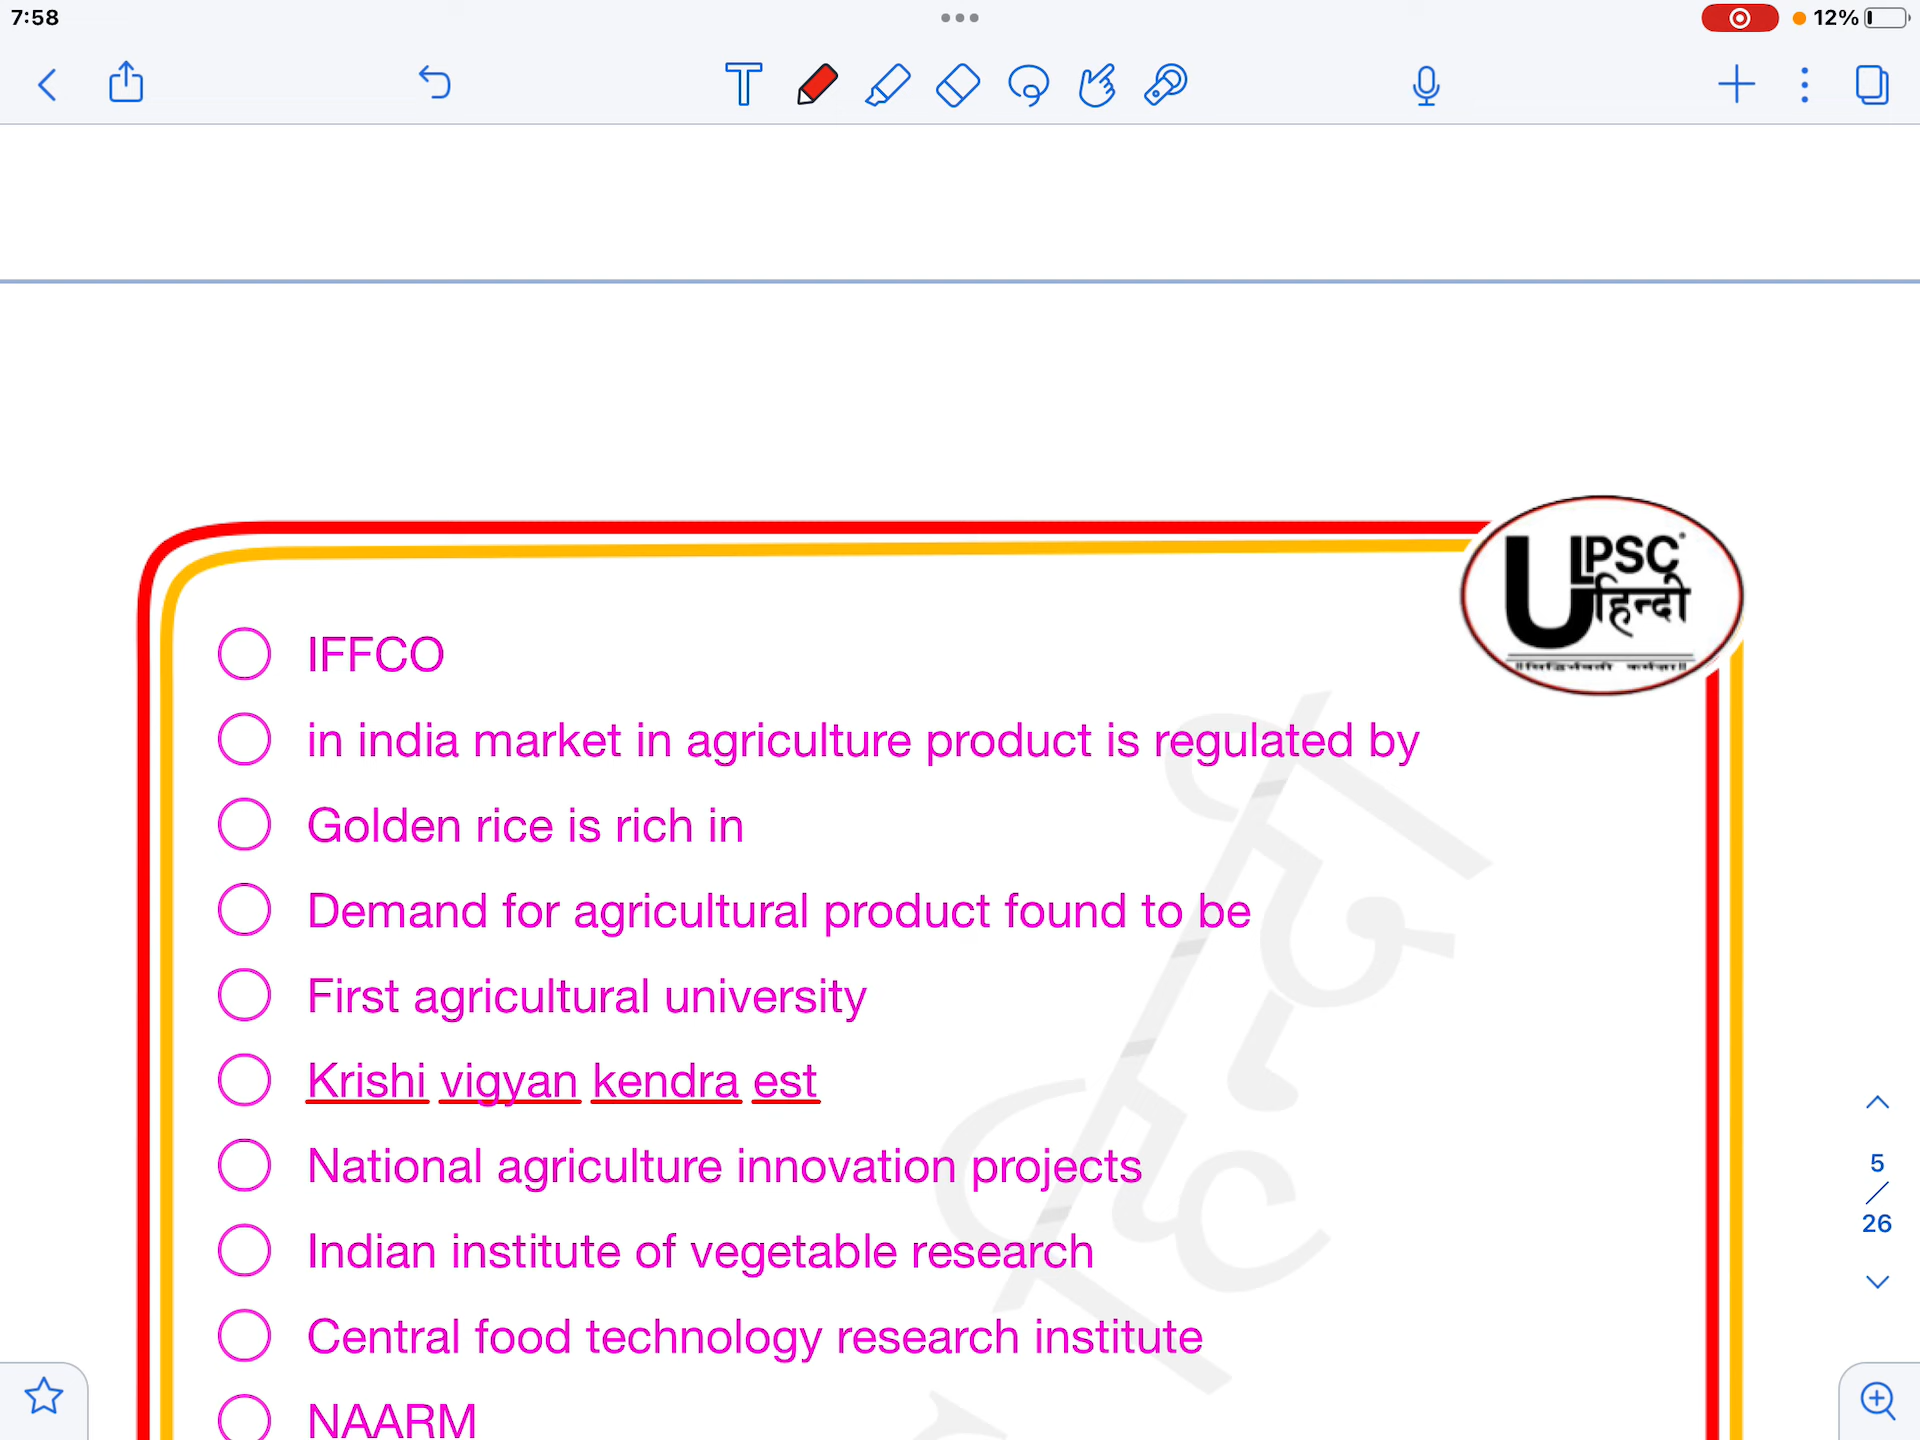 7:58
12%
UPSC
हिन्दी
IFFCO
in india market in agriculture product is regulated by
Golden rice is rich in
Demand for agricultural product found to be
First agricultural university
Krishi vigyan kendra est
National agriculture innovation projects
5
/
26
Indian institute of vegetable research
Central food technology research institute
NAARM